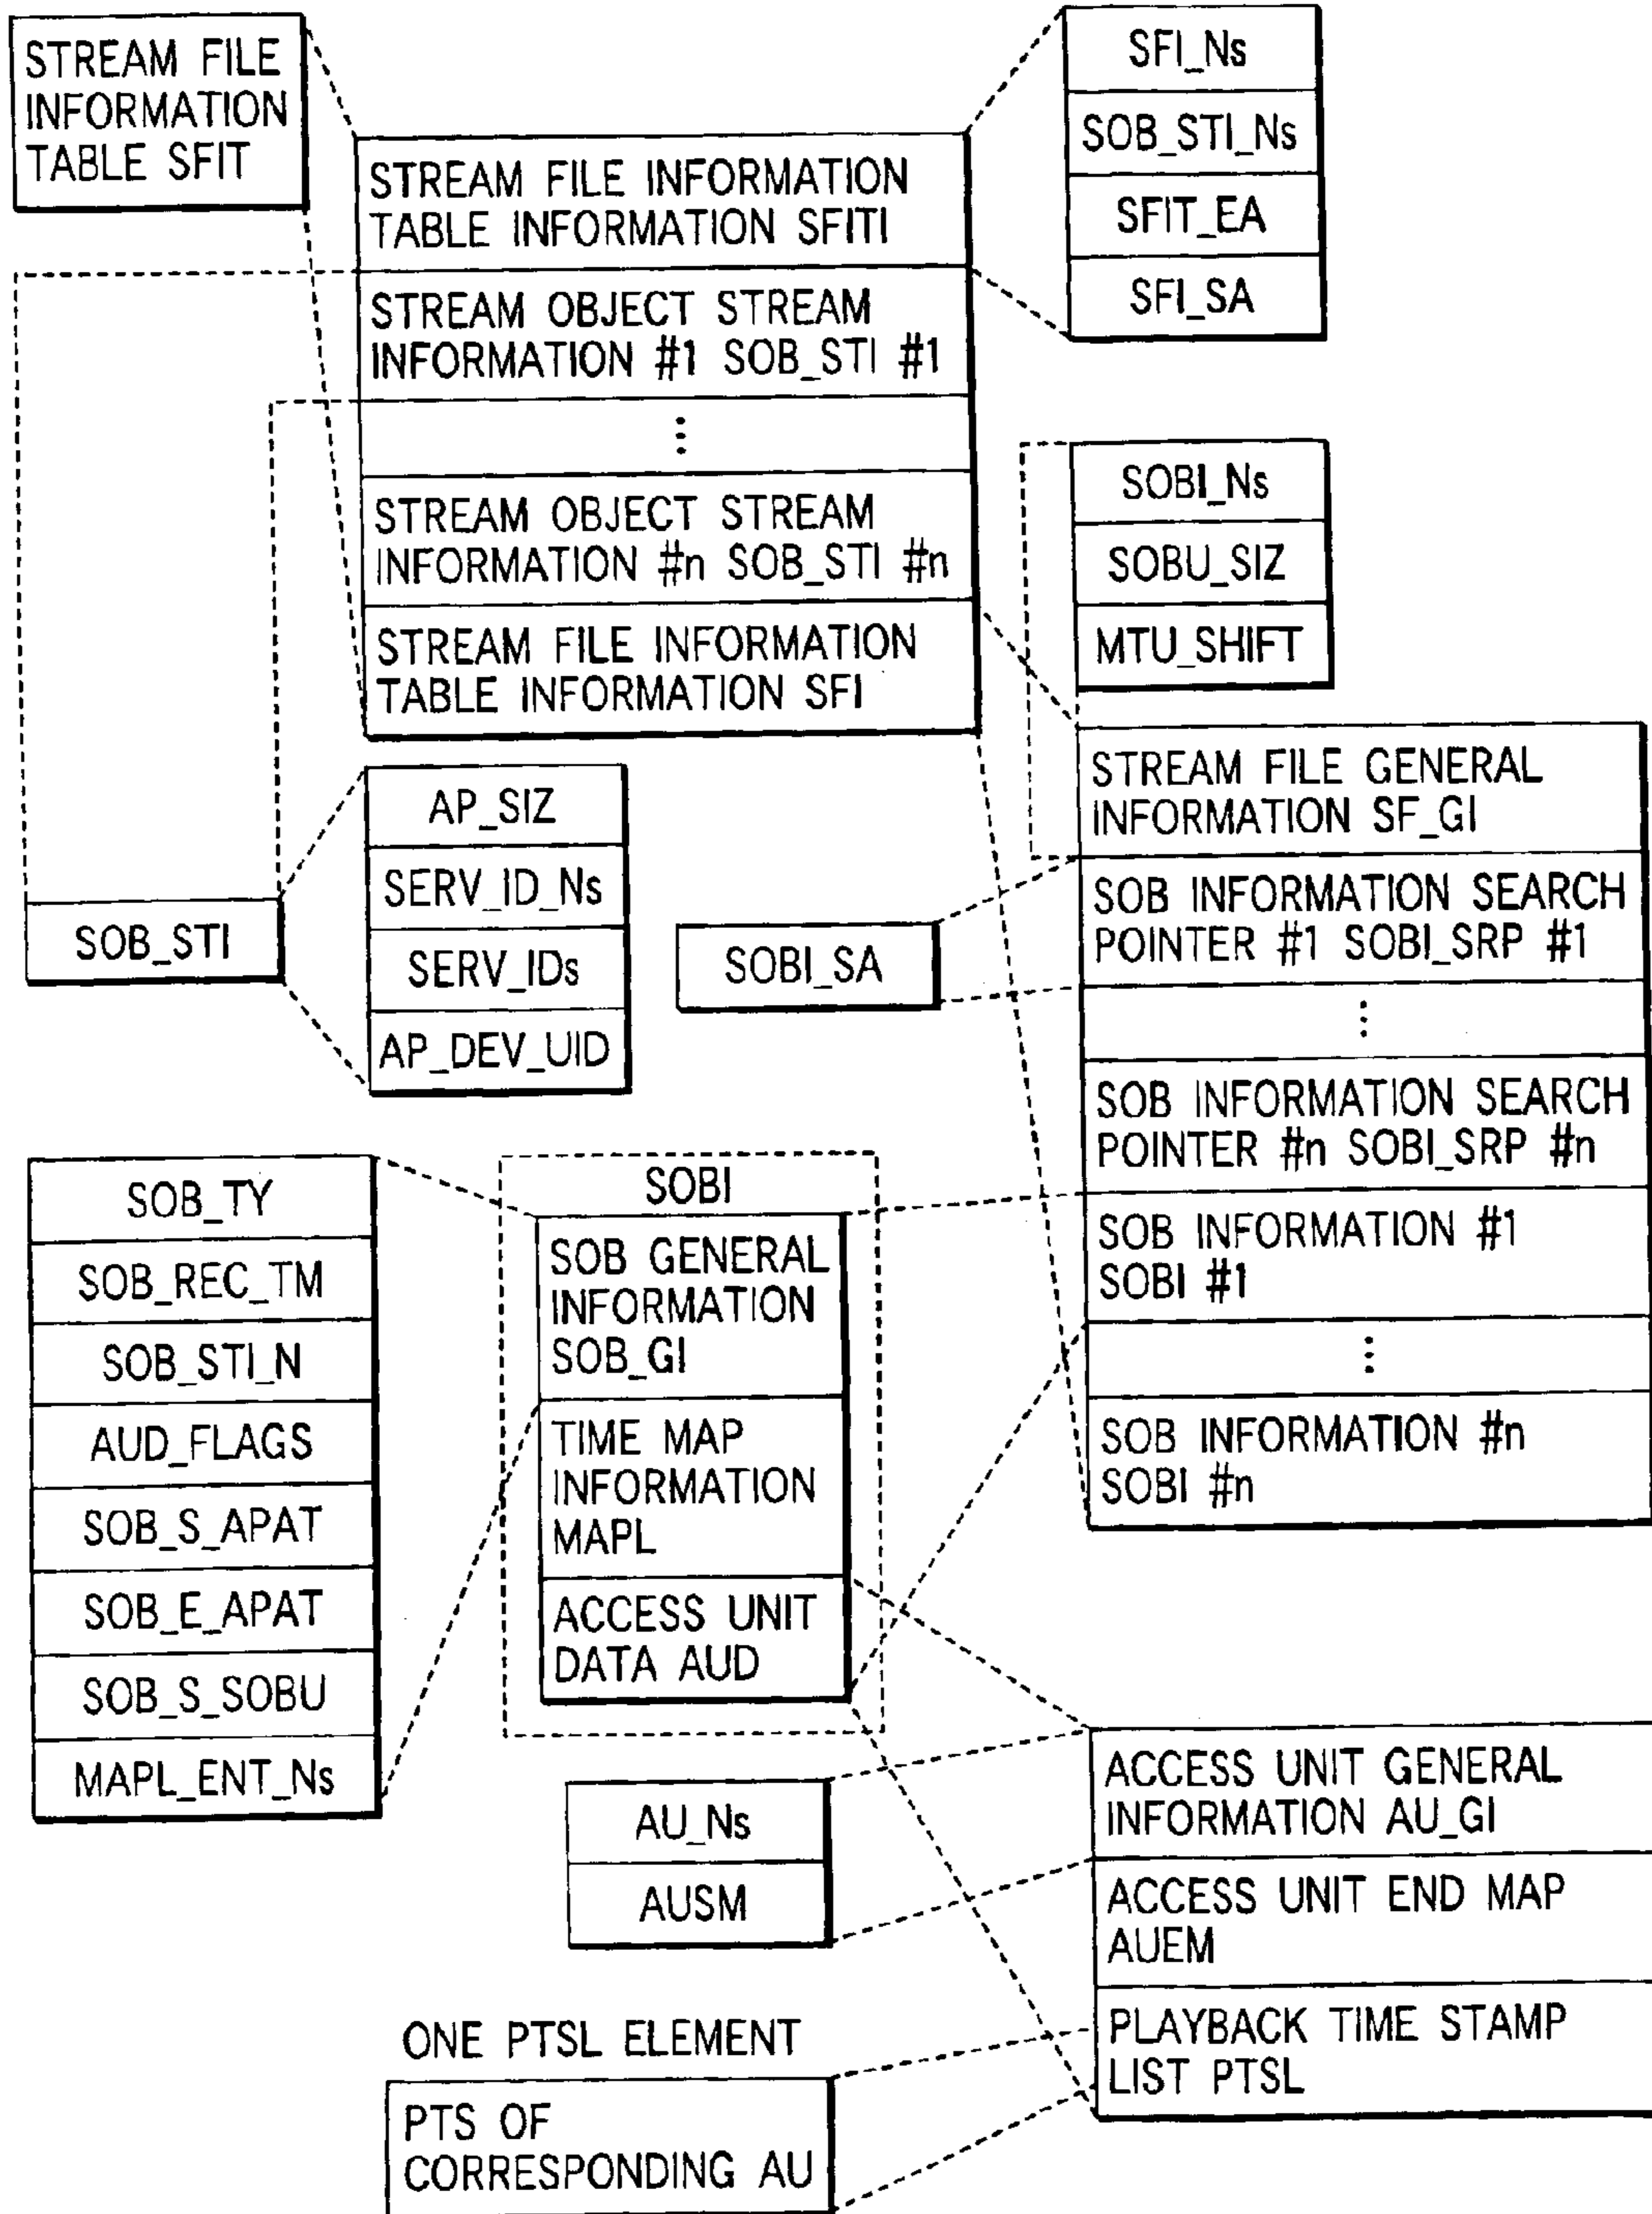 STREAM FILE
INFORMATION
TABLE SFIT
STREAM FILE INFORMATION
TABLE INFORMATION SFITI
STREAM OBJECT STREAM
INFORMATION #1 SOB_STI #1
⋮
STREAM OBJECT STREAM
INFORMATION #n SOB_STI #n
STREAM FILE INFORMATION
TABLE INFORMATION SFI
SFI_Ns
SOB_STI_Ns
SFIT_EA
SFI_SA
SOBI_Ns
SOBU_SIZ
MTU_SHIFT
STREAM FILE GENERAL
INFORMATION SF_GI
SOB INFORMATION SEARCH
POINTER #1 SOBI_SRP #1
⋮
SOB INFORMATION SEARCH
POINTER #n SOBI_SRP #n
SOB INFORMATION #1
SOBI #1
⋮
SOB INFORMATION #n
SOBI #n
SOB_STI
AP_SIZ
SERV_ID_Ns
SERV_IDs
AP_DEV_UID
SOBI_SA
SOB_TY
SOB_REC_TM
SOB_STI_N
AUD_FLAGS
SOB_S_APAT
SOB_E_APAT
SOB_S_SOBU
MAPL_ENT_Ns
SOBI
SOB GENERAL
INFORMATION
SOB_GI
TIME MAP
INFORMATION
MAPL
ACCESS UNIT
DATA AUD
AU_Ns
AUSM
ACCESS UNIT GENERAL
INFORMATION AU_GI
ACCESS UNIT END MAP
AUEM
PLAYBACK TIME STAMP
LIST PTSL
ONE PTSL ELEMENT
PTS OF
CORRESPONDING AU